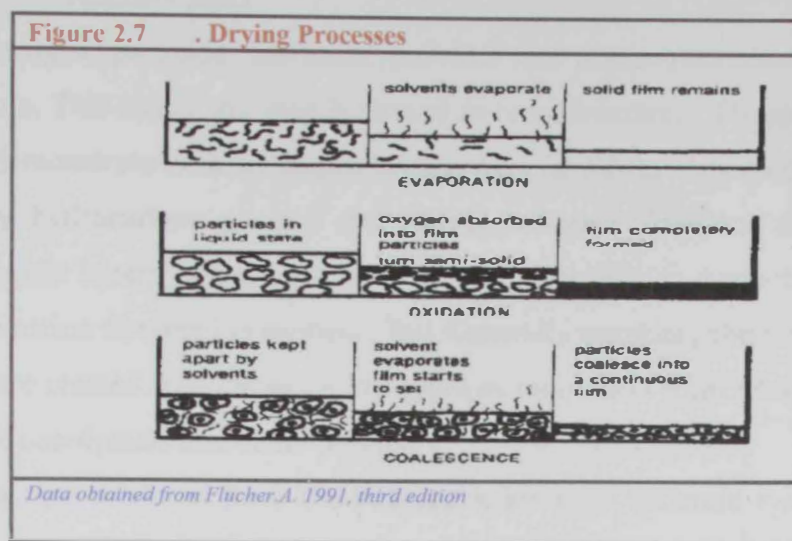 Figure 2.7 . Drying Processes
solvents evaporate
solid film remains
EVAPORATION
particles in
liquid state
oxygen absorbed
into film
particles
turn semi-solid
film completely
formed
OXIDATION
particles kept
apart by
solvents
solvent
evaporates
film starts
to set
particles
coalesce into
a continuous
film
COALESCENCE
Data obtained from Flucher.A. 1991, third edition